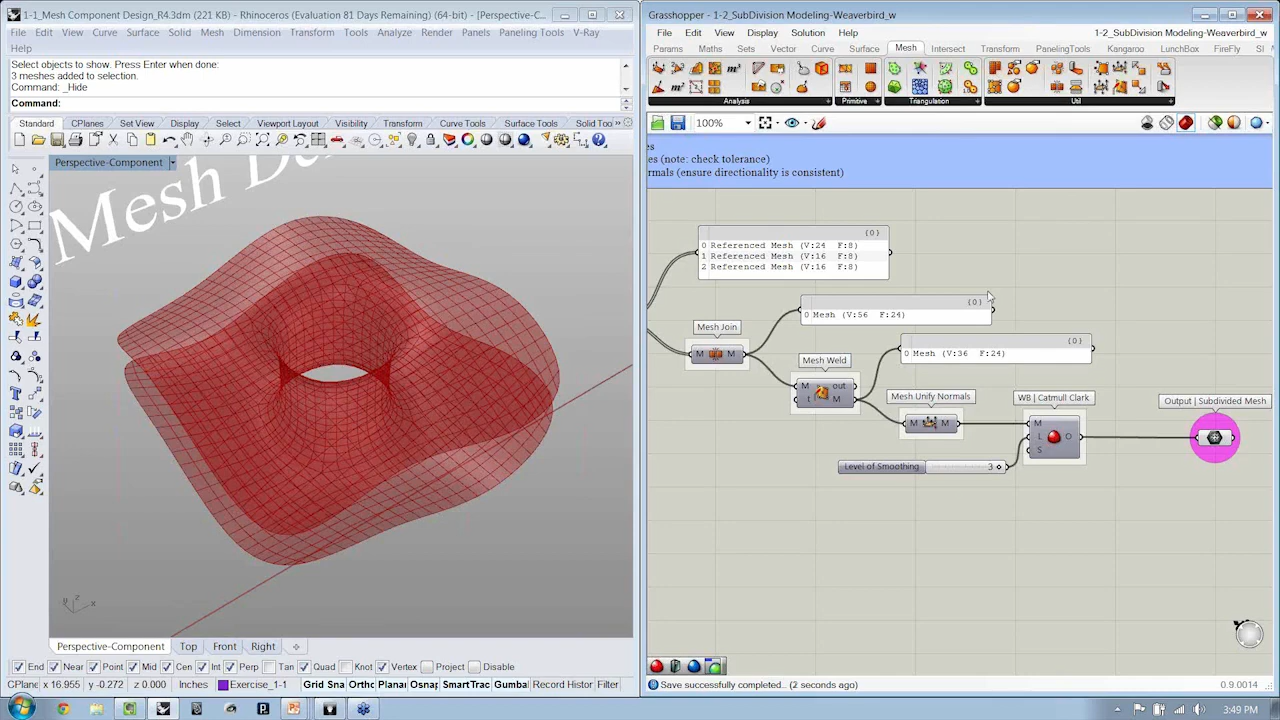 1-1_Mesh Component Design_R4.3dm (221 KB) - Rhinoceros (Evaluation 81 Days Remaining) (64-bit) - [Perspective-C...
File Edit View Curve Surface Solid Mesh Dimension Transform Tools Analyze Render Panels PanelingTools V-Ray
Help
Select objects to show. Press Enter when done:
3 meshes added to selection.
Command: _Hide
Command:
Standard CPlanes Set View Display Select Viewport Layout Visibility Transform Curve Tools Surface Tools Solid Too
Perspective-Component
Mesh De
Perspective-Component Top Front Right
End Near Point Mid Cen Int Perp Tan Quad Knot Vertex Project Disable
CPlane x 16.955 y -0.272 z 0.000 Inches Exercise_1-1 Grid Sna Ortho Planar Osnap SmartTrac Gumba Record Histor Filter
Grasshopper - 1-2_SubDivision Modeling-Weaverbird_w
File Edit View Display Solution Help 1-2_SubDivision Modeling-Weaverbird_w
Params Maths Sets Vector Curve Surface Mesh Intersect Transform PanelingTools Kangaroo LunchBox FireFly
Analysis Primitive Triangulation Util
100%
es
es (note: check tolerance)
rmals (ensure directionality is consistent)
{0}
0 Referenced Mesh (V:24 F:8)
1 Referenced Mesh (V:16 F:8)
2 Referenced Mesh (V:16 F:8)
{0}
0 Mesh (V:56 F:24)
Mesh Join
M M
{0}
0 Mesh (V:36 F:24)
Mesh Weld
M out
t M
Mesh Unify Normals
M M
WB | Catmull Clark
M
L O
S
Output | Subdivided Mesh
Level of Smoothing 3
Save successfully completed... (2 seconds ago) 0.9.0014
3:49 PM